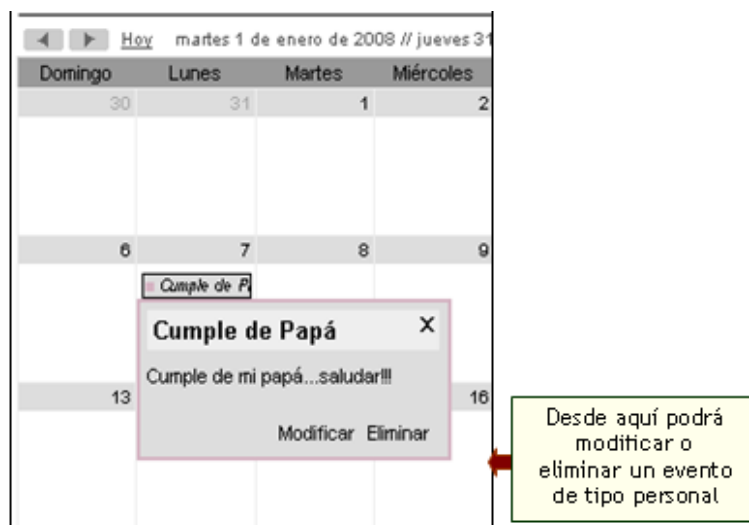 Hoy martes 1 de enero de 2008 // jueves 31
Domingo Lunes Martes Miércoles
30 31 1 2
6 7 8 9
Cumple de Pa
Cumple de Papá X
Cumple de mi papá...saludar!!!
13 16
Modificar Eliminar
Desde aquí podrá
modificar o
eliminar un evento
de tipo personal